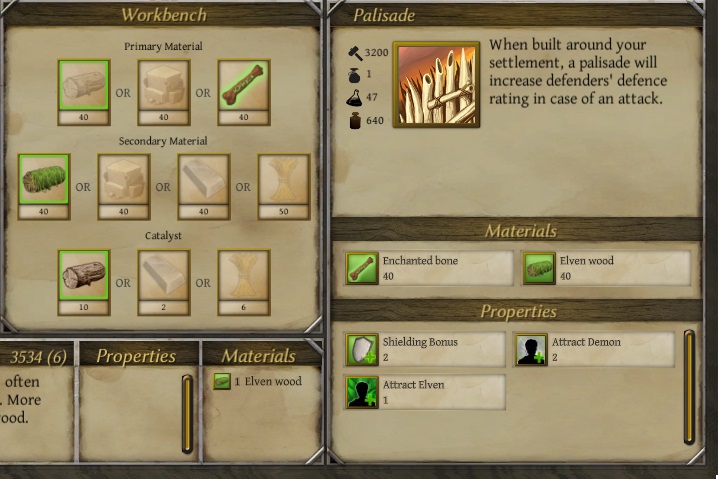 Workbench
Primary Material
OR
OR
40
40
40
Secondary Material
OR
OR
OR
40
40
40
50
Catalyst
OR
OR
10
2
6
3534 (6)
often
. More
ood.
Properties
Materials
1 Elven wood
Palisade
3200
1
47
640
When built around your
settlement, a palisade will
increase defenders' defence
rating in case of an attack.
Materials
Enchanted bone
40
Elven wood
40
Properties
Shielding Bonus
2
Attract Demon
2
Attract Elven
1